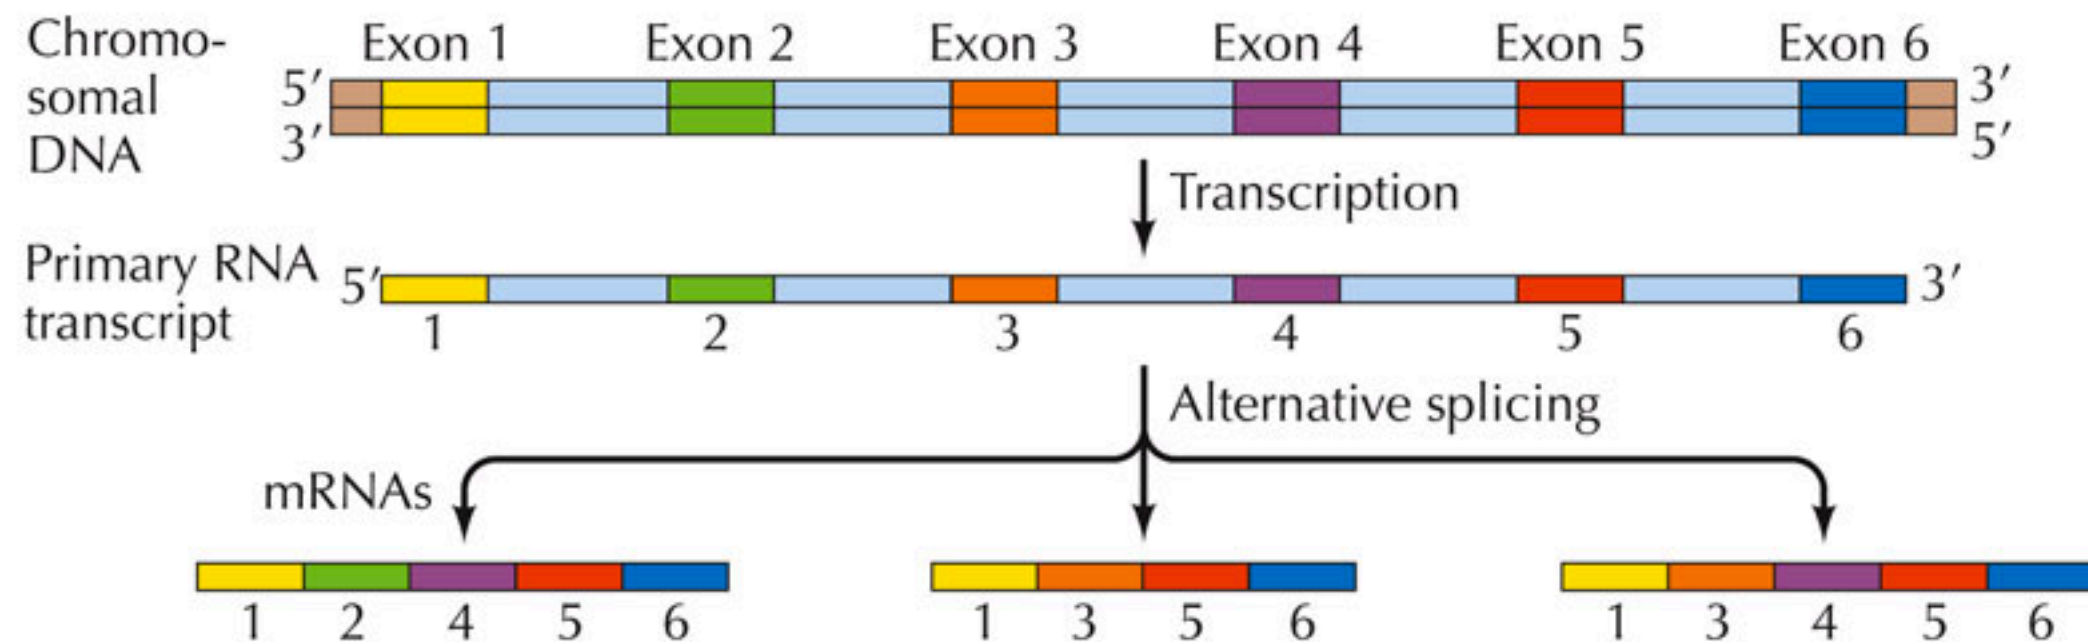 Chromo-
somal
DNA
Exon 1 Exon 2 Exon 3 Exon 4 Exon 5 Exon 6
5′ 3′
3′ 5′
Transcription
Primary RNA
transcript
5′ 3′
1 2 3 4 5 6
Alternative splicing
mRNAs
1 2 4 5 6
1 3 5 6
1 3 4 5 6